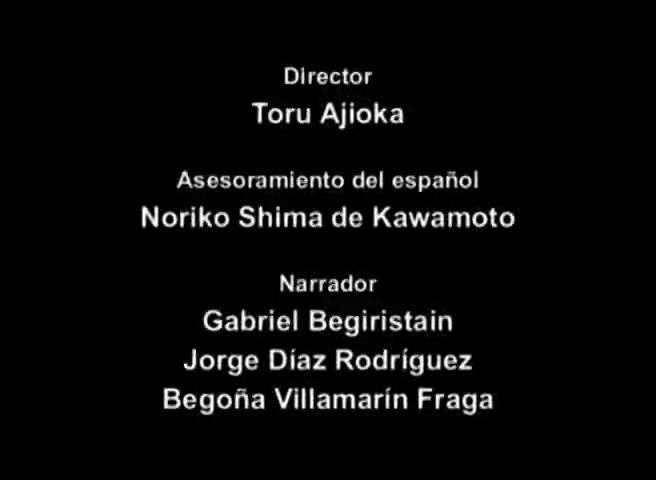 Director
Toru Ajioka
Asesoramiento del español
Noriko Shima de Kawamoto
Narrador
Gabriel Begiristain
Jorge Díaz Rodríguez
Begoña Villamarín Fraga